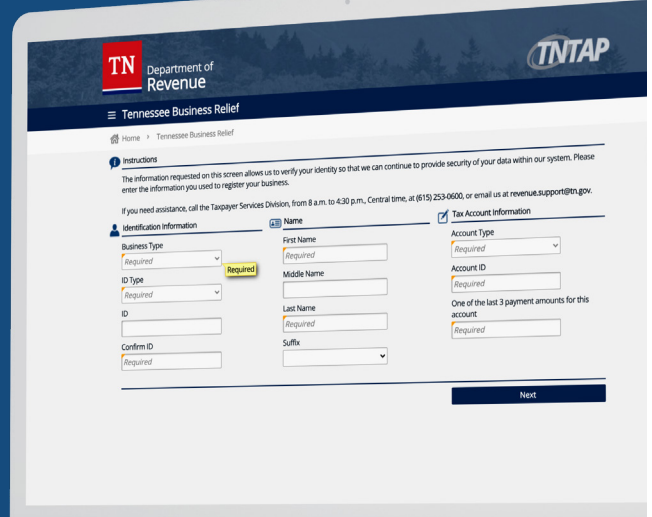 TN Department of
Revenue
TNTAP
≡ Tennessee Business Relief
Home > Tennessee Business Relief
Instructions
The information requested on this screen allows us to verify your identity so that we can continue to provide security of your data within our system. Please
enter the information you used to register your business.
If you need assistance, call the Taxpayer Services Division, from 8 a.m. to 4:30 p.m., Central time, at (615) 253-0600, or email us at revenue.support@tn.gov.
Identification Information
Business Type
Required
Required
ID Type
Required
ID
Confirm ID
Required
Name
First Name
Required
Middle Name
Last Name
Required
Suffix
Tax Account Information
Account Type
Required
Account ID
Required
One of the last 3 payment amounts for this
account
Required
Next